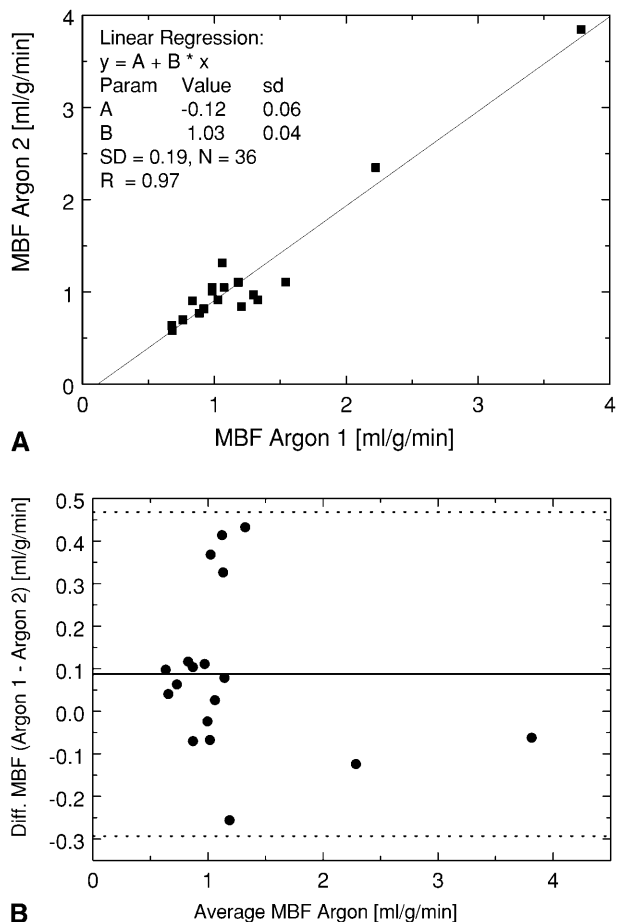 4
3
2
1
0
MBF Argon 2 [ml/g/min]
Linear Regression:
y = A + B * x
Param Value sd
A -0.12 0.06
B 1.03 0.04
SD = 0.19, N = 36
R = 0.97
0 1 2 3 4
MBF Argon 1 [ml/g/min]
A
0.5
0.4
0.3
0.2
0.1
0.0
-0.1
-0.2
-0.3
Diff. MBF (Argon 1 - Argon 2) [ml/g/min]
0 1 2 3 4
Average MBF Argon [ml/g/min]
B